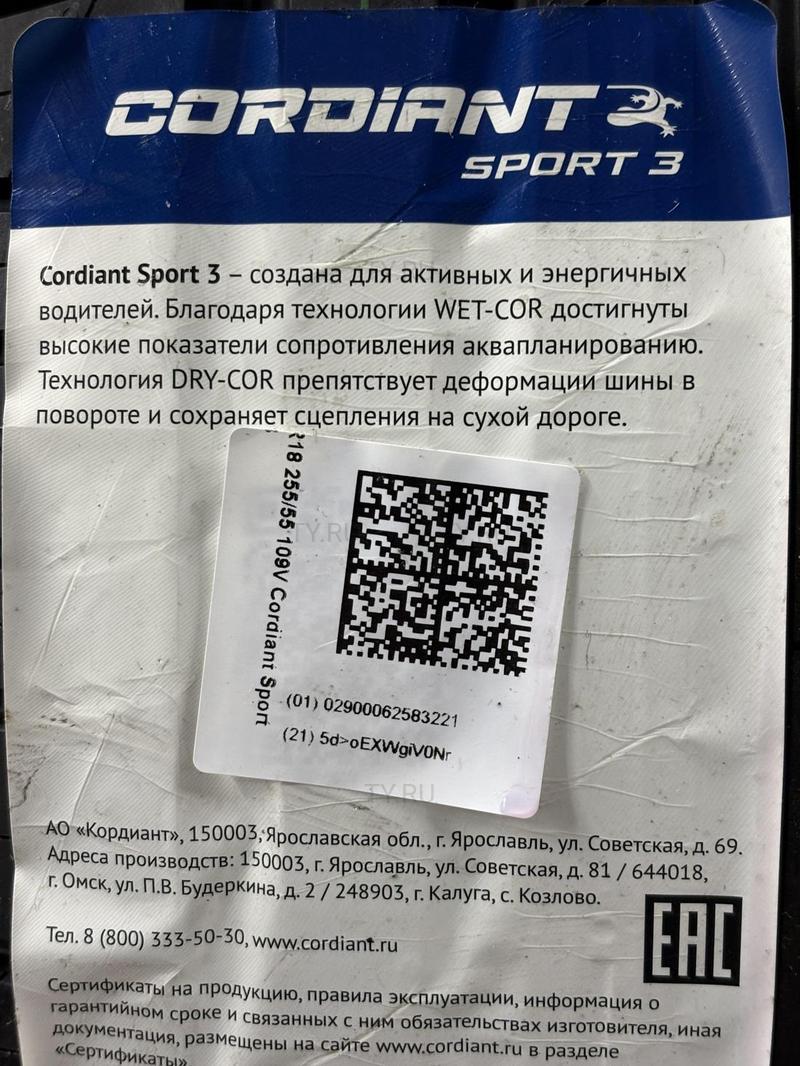 CORDIANT
SPORT 3
Cordiant Sport 3 – создана для активных и энергичных
водителей. Благодаря технологии WET-COR достигнуты
высокие показатели сопротивления аквапланированию.
Технология DRY-COR препятствует деформации шины в
повороте и сохраняет сцепления на сухой дороге.
R18 255/55 109V Cordiant Sport
(01) 02900062583221
(21) 5d>oEXWgiV0Nr
TY.RU
TY.RU
АО «Кордиант», 150003, Ярославская обл., г. Ярославль, ул. Советская, д. 69.
Адреса производств: 150003, г. Ярославль, ул. Советская, д. 81 / 644018,
г. Омск, ул. П.В. Будеркина, д. 2 / 248903, г. Калуга, с. Козлово.
Тел. 8 (800) 333-50-30, www.cordiant.ru
EAC
Сертификаты на продукцию, правила эксплуатации, информация о
гарантийном сроке и связанных с ним обязательствах изготовителя, иная
документация, размещены на сайте www.cordiant.ru в разделе
«Сертификаты»